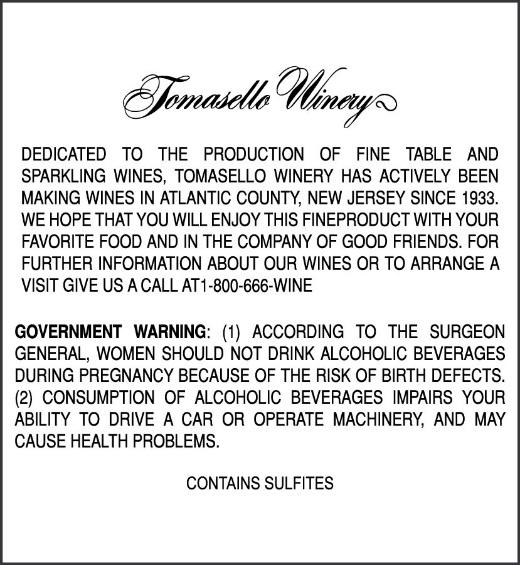 Tomasello Winery
DEDICATED TO THE PRODUCTION OF FINE TABLE AND
SPARKLING WINES, TOMASELLO WINERY HAS ACTIVELY BEEN
MAKING WINES IN ATLANTIC COUNTY, NEW JERSEY SINCE 1933.
WE HOPE THAT YOU WILL ENJOY THIS FINEPRODUCT WITH YOUR
FAVORITE FOOD AND IN THE COMPANY OF GOOD FRIENDS. FOR
FURTHER INFORMATION ABOUT OUR WINES OR TO ARRANGE A
VISIT GIVE US A CALL AT1-800-666-WINE
GOVERNMENT WARNING: (1) ACCORDING TO THE SURGEON
GENERAL, WOMEN SHOULD NOT DRINK ALCOHOLIC BEVERAGES
DURING PREGNANCY BECAUSE OF THE RISK OF BIRTH DEFECTS.
(2) CONSUMPTION OF ALCOHOLIC BEVERAGES IMPAIRS YOUR
ABILITY TO DRIVE A CAR OR OPERATE MACHINERY, AND MAY
CAUSE HEALTH PROBLEMS.
CONTAINS SULFITES